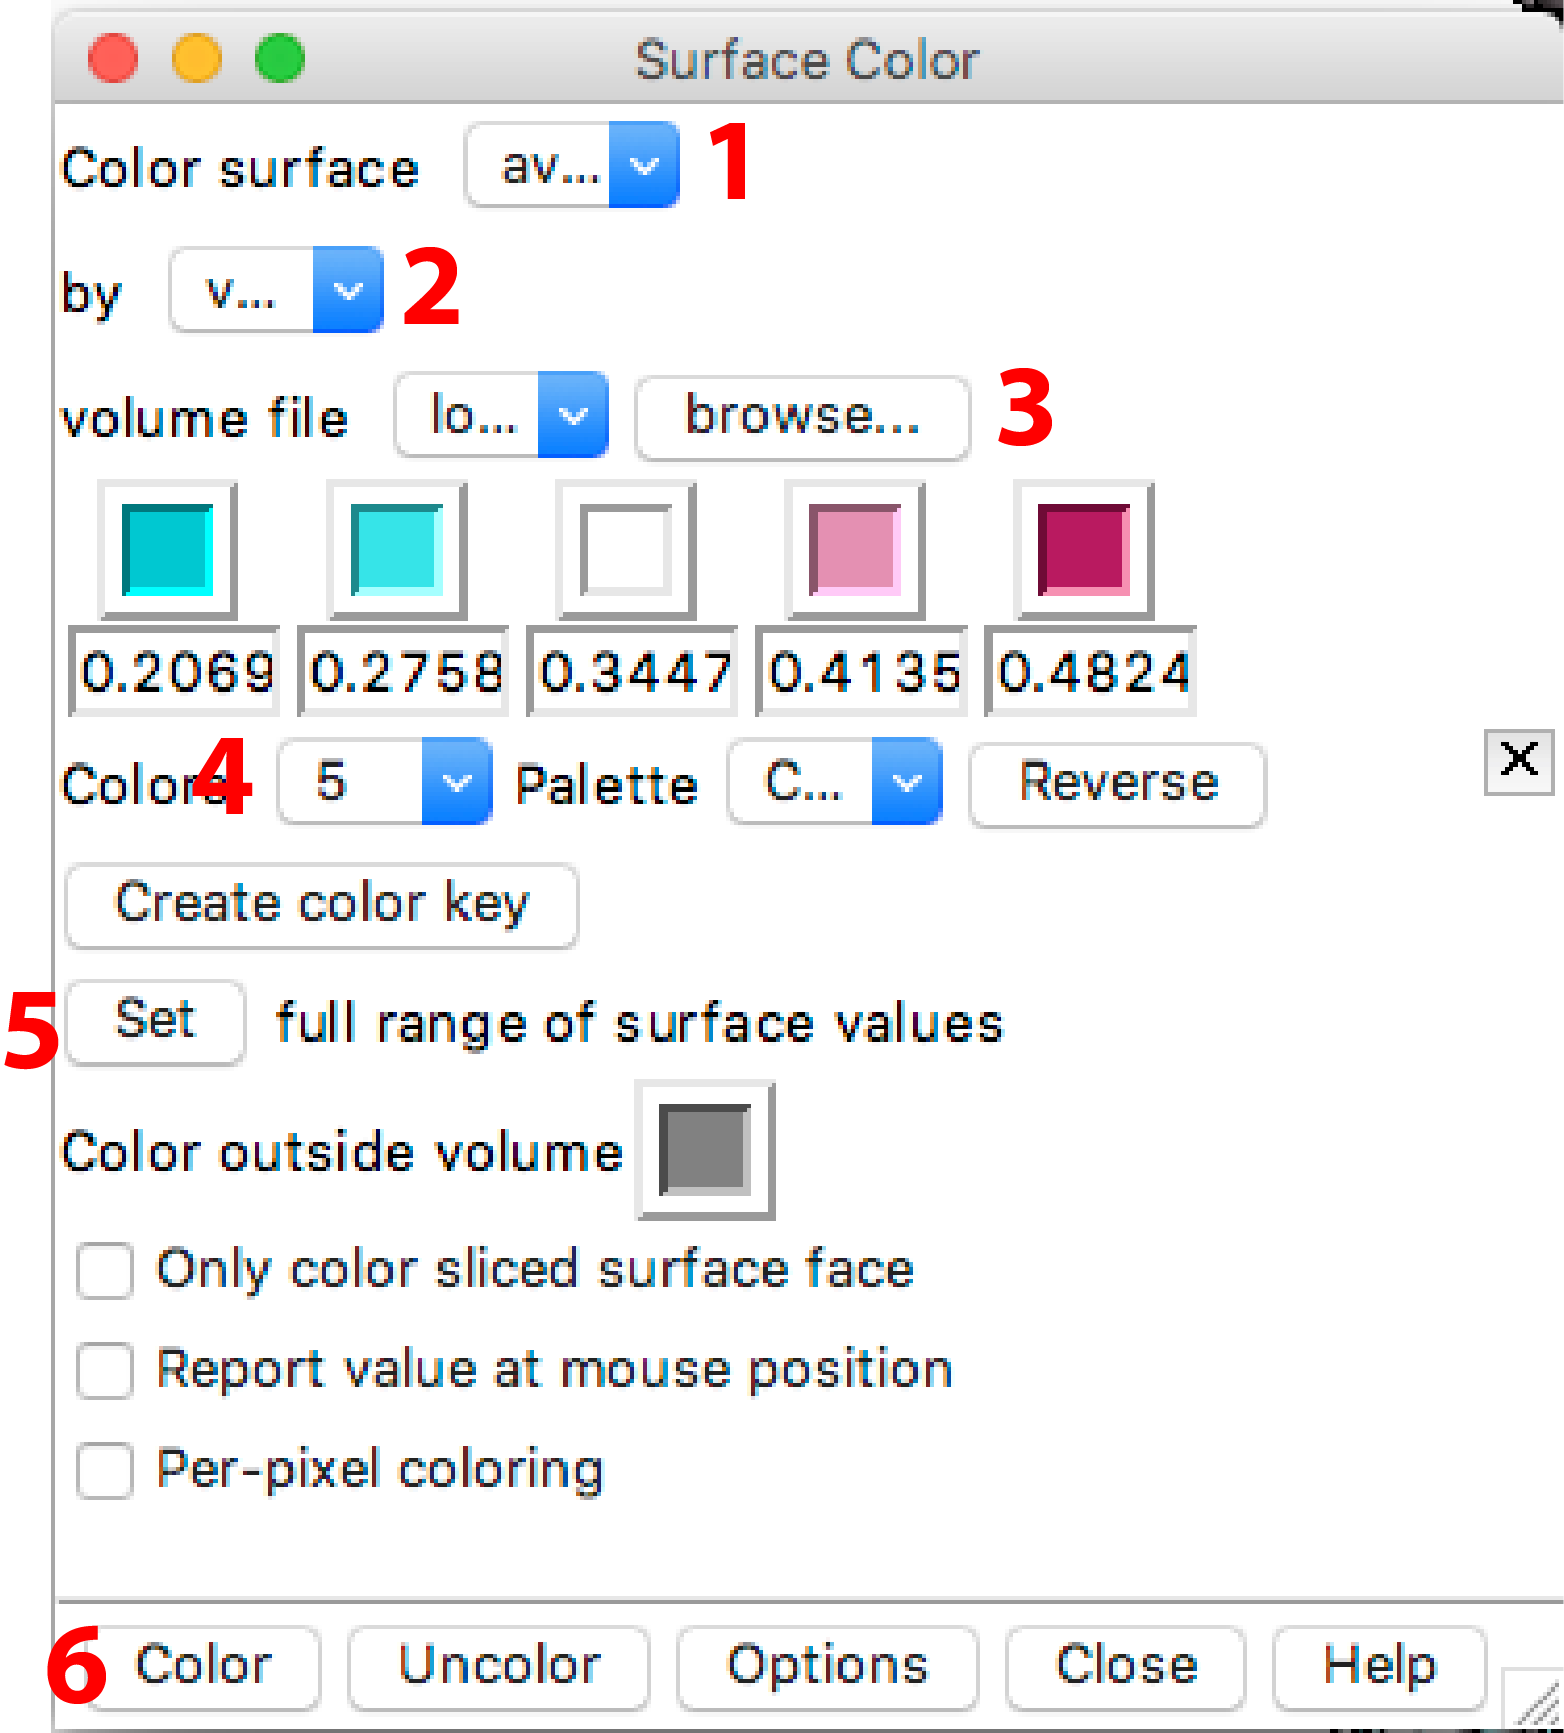 Surface Color
Color surface av... 1
by v... 2
volume file lo... browse... 3
0.2069 0.2758 0.3447 0.4135 0.4824
Colors 4 5 Palette C... Reverse
Create color key
5 Set full range of surface values
Color outside volume
Only color sliced surface face
Report value at mouse position
Per-pixel coloring
6 Color Uncolor Options Close Help